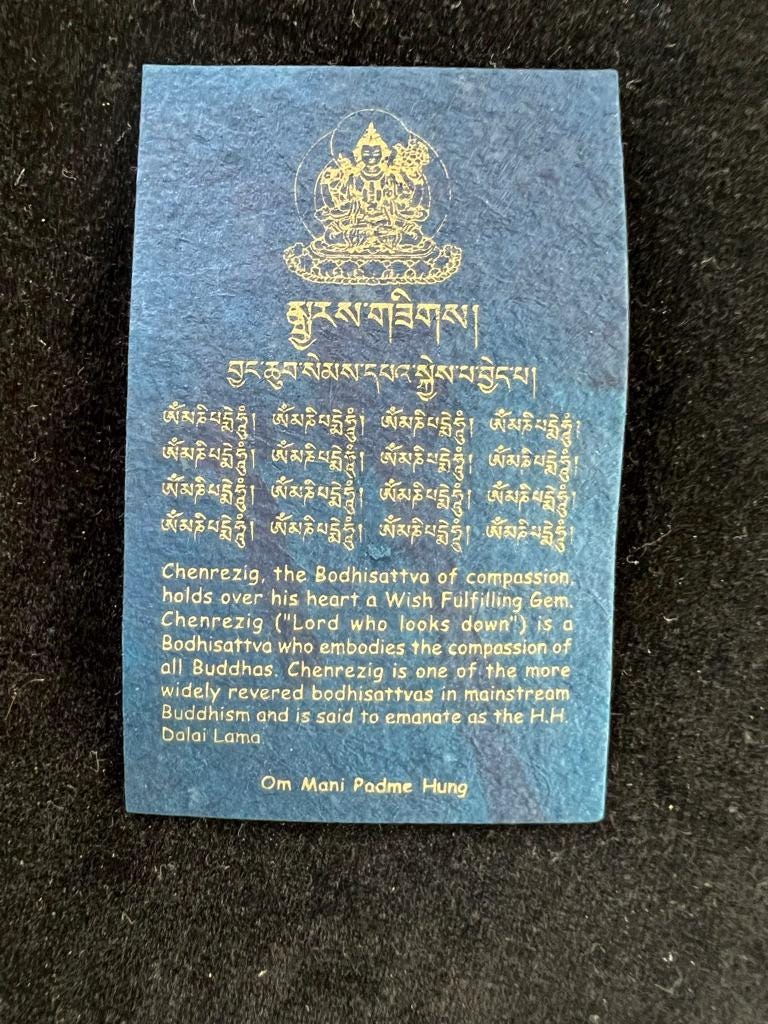 སྤྱན་རས་གཟིགས།
བྱང་ཆུབ་སེམས་དཔའ་སྐྱེས་པ་བྱེད་པ།
ༀ་མ་ཎི་པདྨེ་ཧཱུྃ། ༀ་མ་ཎི་པདྨེ་ཧཱུྃ། ༀ་མ་ཎི་པདྨེ་ཧཱུྃ། ༀ་མ་ཎི་པདྨེ་ཧཱུྃ།
ༀ་མ་ཎི་པདྨེ་ཧཱུྃ། ༀ་མ་ཎི་པདྨེ་ཧཱུྃ། ༀ་མ་ཎི་པདྨེ་ཧཱུྃ། ༀ་མ་ཎི་པདྨེ་ཧཱུྃ།
ༀ་མ་ཎི་པདྨེ་ཧཱུྃ། ༀ་མ་ཎི་པདྨེ་ཧཱུྃ། ༀ་མ་ཎི་པདྨེ་ཧཱུྃ། ༀ་མ་ཎི་པདྨེ་ཧཱུྃ།
ༀ་མ་ཎི་པདྨེ་ཧཱུྃ། ༀ་མ་ཎི་པདྨེ་ཧཱུྃ། ༀ་མ་ཎི་པདྨེ་ཧཱུྃ། ༀ་མ་ཎི་པདྨེ་ཧཱུྃ།
Chenrezig, the Bodhisattva of compassion,
holds over his heart a Wish Fulfilling Gem.
Chenrezig ("Lord who looks down") is a
Bodhisattva who embodies the compassion of
all Buddhas. Chenrezig is one of the more
widely revered bodhisattvas in mainstream
Buddhism and is said to emanate as the H.H.
Dalai Lama.
Om Mani Padme Hung